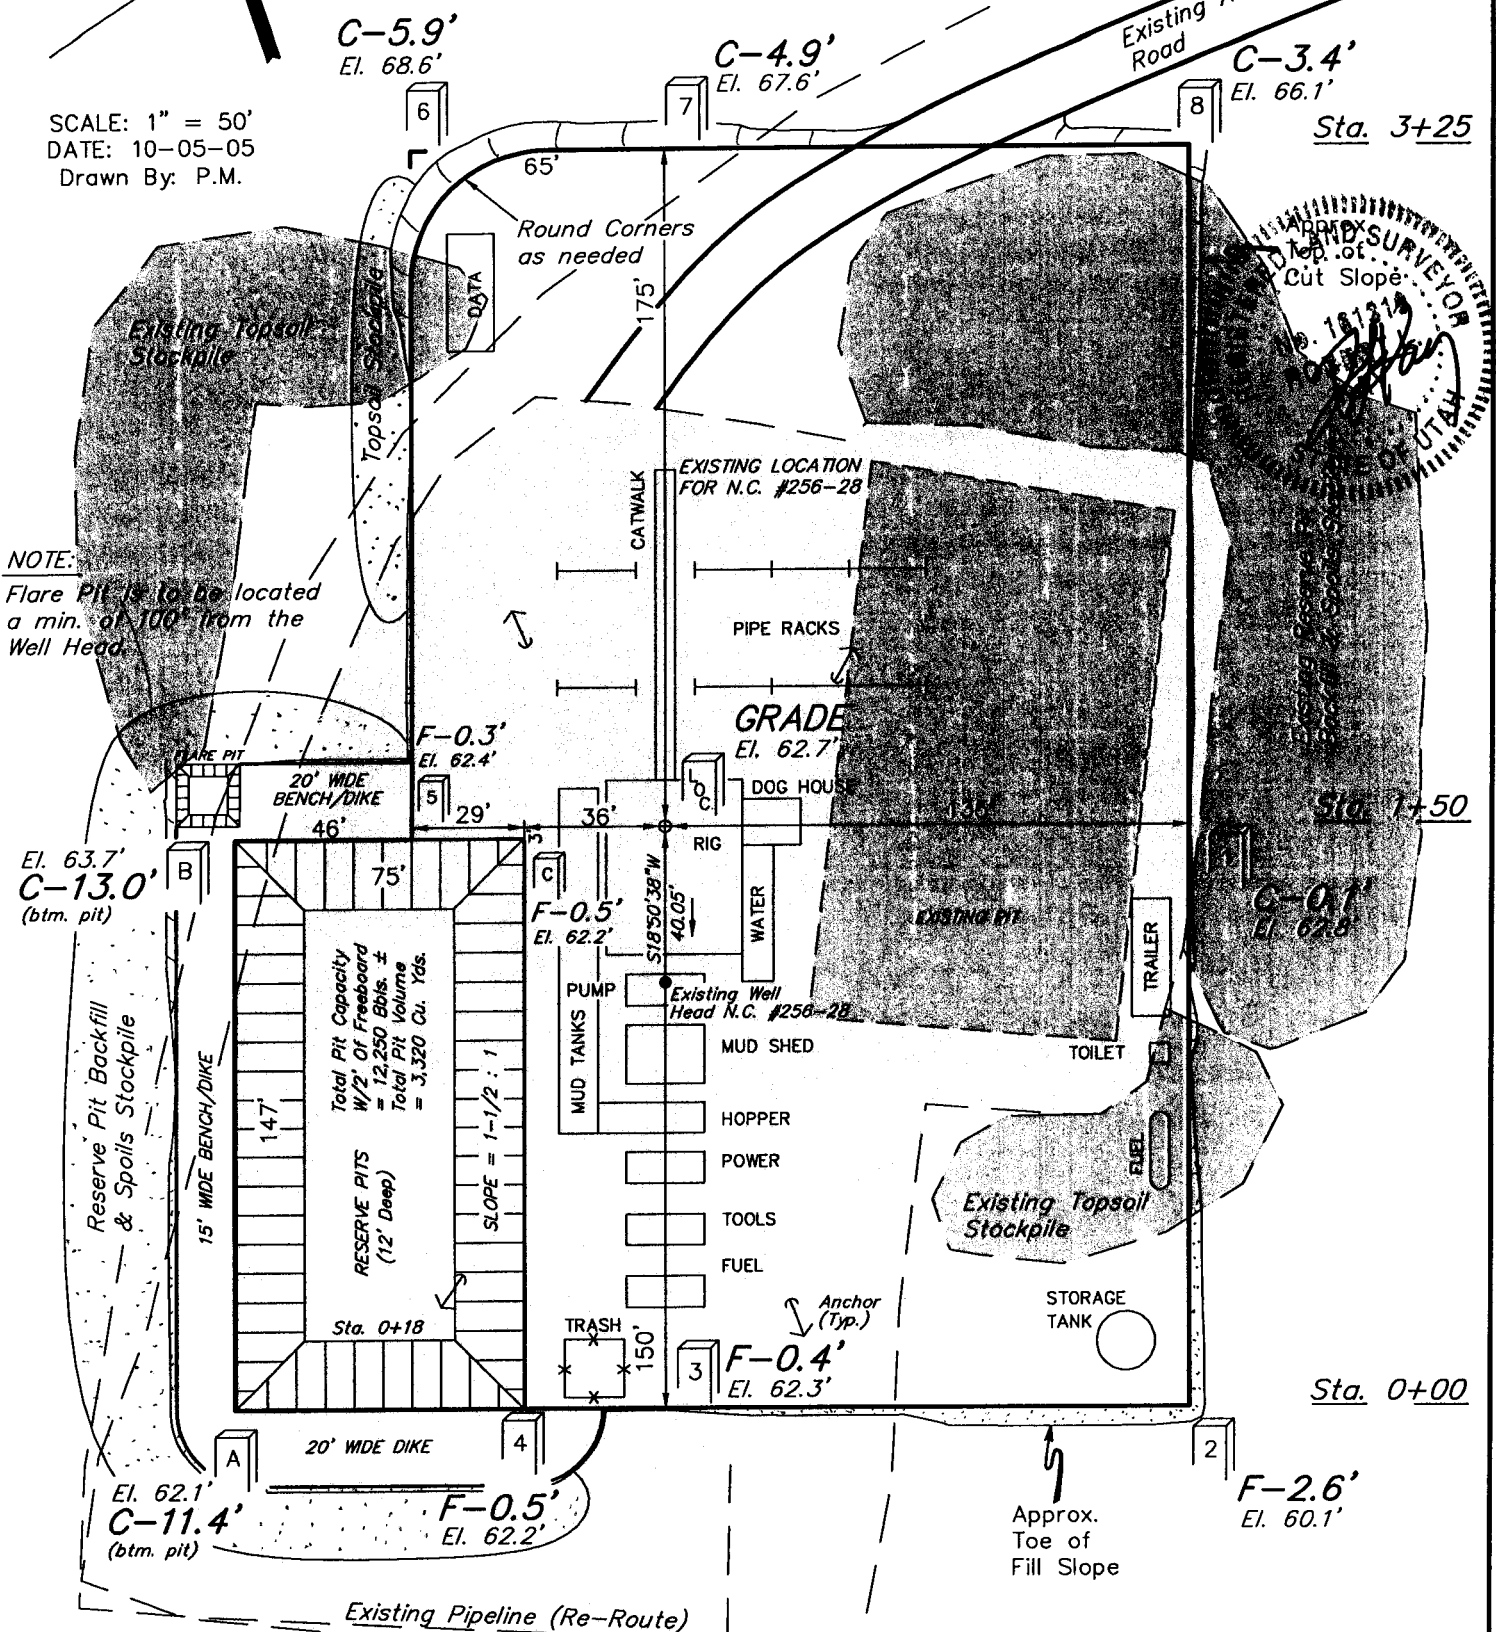 C-5.9'
El. 68.6'
6
C-4.9'
El. 67.6'
7
Existing
Road
C-3.4'
El. 66.1'
8
SCALE: 1" = 50'
DATE: 10-05-05
Drawn By: P.M.
Sta. 3+25
65'
Round Corners
as needed
DATA
175'
Topsoil Stockpile
Existing Topsoil
Stockpile
Approx.
Top of
Cut Slope
LAND SURVEYOR
No. 161319
STATE OF UTAH
EXISTING LOCATION
FOR N.C. #256-28
CATWALK
NOTE:
Flare Pit is to be located
a min. of 100' from the
Well Head.
PIPE RACKS
GRADE
El. 62.7'
F-0.3'
El. 62.4'
5
FLARE PIT
20' WIDE
BENCH/DIKE
LOC.
DOG HOUSE
Sta. 1+50
46'
29'
3'
36'
135'
RIG
El. 63.7'
C-13.0'
(btm. pit)
B
75'
C
F-0.5'
El. 62.2'
S18°50'38"W
40.05'
WATER
EXISTING PIT
C-0.1'
El. 62.8'
TRAILER
Total Pit Capacity
W/2' Of Freeboard
= 12,250 Bbls. ±
Total Pit Volume
= 3,320 Cu. Yds.
PUMP
Existing Well
Head N.C. #256-28
MUD TANKS
MUD SHED
TOILET
Reserve Pit Backfill
& Spoils Stockpile
15' WIDE BENCH/DIKE
147'
RESERVE PITS
(12' Deep)
SLOPE = 1-1/2 : 1
HOPPER
POWER
FUEL
TOOLS
Existing Topsoil
Stockpile
FUEL
Sta. 0+18
TRASH
150'
Anchor
(Typ.)
STORAGE
TANK
3
F-0.4'
El. 62.3'
Sta. 0+00
A
20' WIDE DIKE
4
2
El. 62.1'
C-11.4'
(btm. pit)
F-0.5'
El. 62.2'
F-2.6'
El. 60.1'
Approx.
Toe of
Fill Slope
Existing Pipeline (Re-Route)